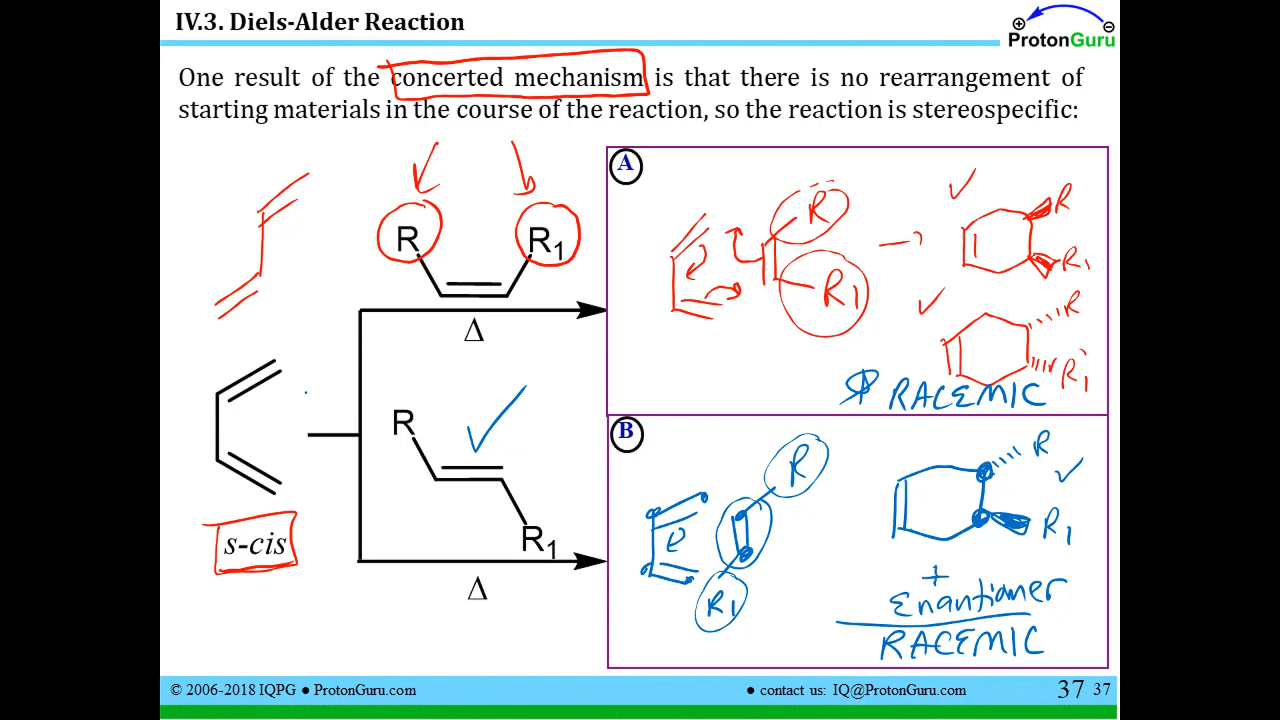 IV.3. Diels-Alder Reaction
ProtonGuru
One result of the concerted mechanism is that there is no rearrangement of
starting materials in the course of the reaction, so the reaction is stereospecific:
A
R R₁
Δ
R
R₁
R
R₁
R
R₁
RACEMIC
s-cis
R
R₁
Δ
B
R
e
R₁
R
R₁
+
Enantiomer
RACEMIC
© 2006-2018 IQPG ● ProtonGuru.com ● contact us: IQ@ProtonGuru.com 37 37